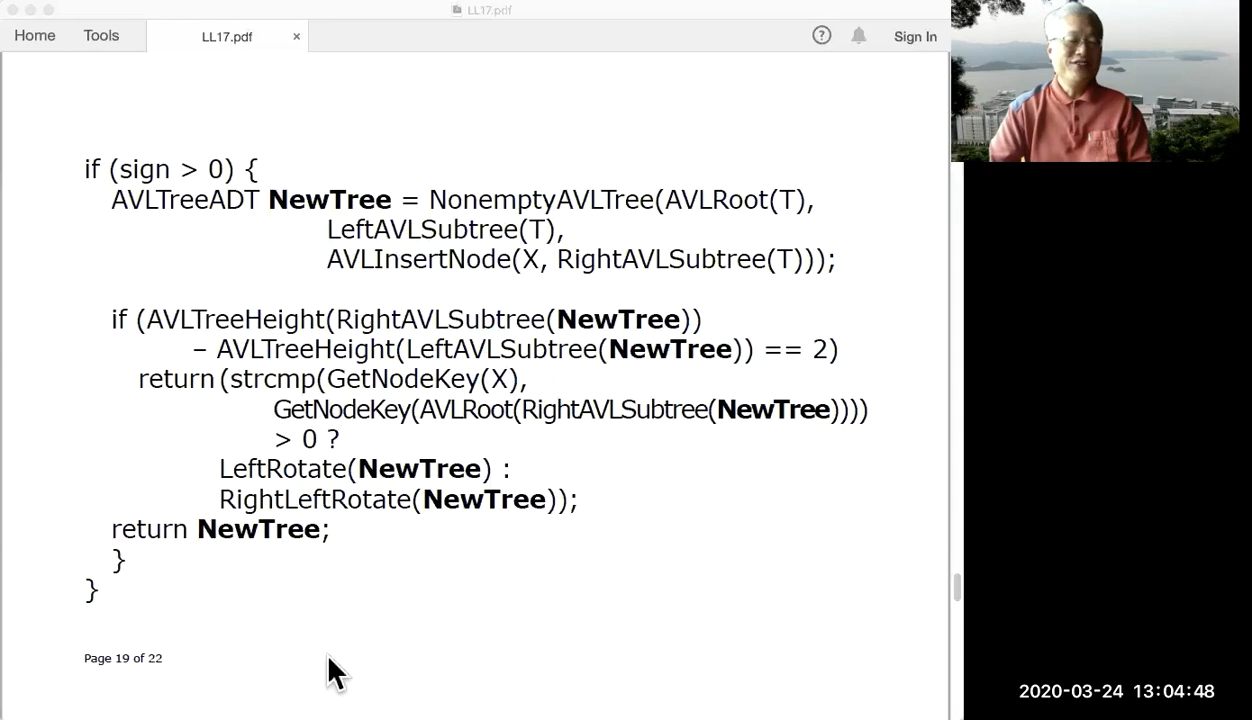 LL17.pdf
Home Tools LL17.pdf × ? Sign In
if (sign > 0) {
AVLTreeADT NewTree = NonemptyAVLTree(AVLRoot(T),
LeftAVLSubtree(T),
AVLInsertNode(X, RightAVLSubtree(T)));
if (AVLTreeHeight(RightAVLSubtree(NewTree))
– AVLTreeHeight(LeftAVLSubtree(NewTree)) == 2)
return (strcmp(GetNodeKey(X),
GetNodeKey(AVLRoot(RightAVLSubtree(NewTree))))
> 0 ?
LeftRotate(NewTree) :
RightLeftRotate(NewTree));
return NewTree;
}
}
Page 19 of 22
2020-03-24 13:04:48